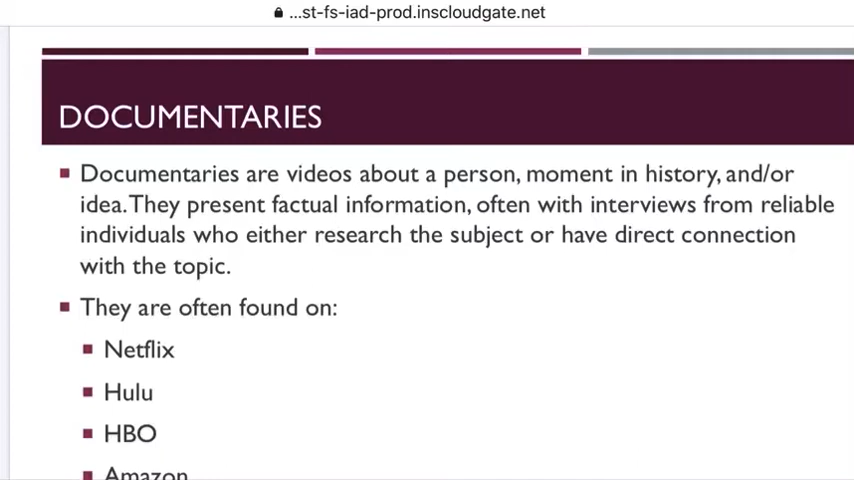 ...st-fs-iad-prod.inscloudgate.net
DOCUMENTARIES
Documentaries are videos about a person, moment in history, and/or
idea. They present factual information, often with interviews from reliable
individuals who either research the subject or have direct connection
with the topic.
They are often found on:
Netflix
Hulu
HBO
Amazon